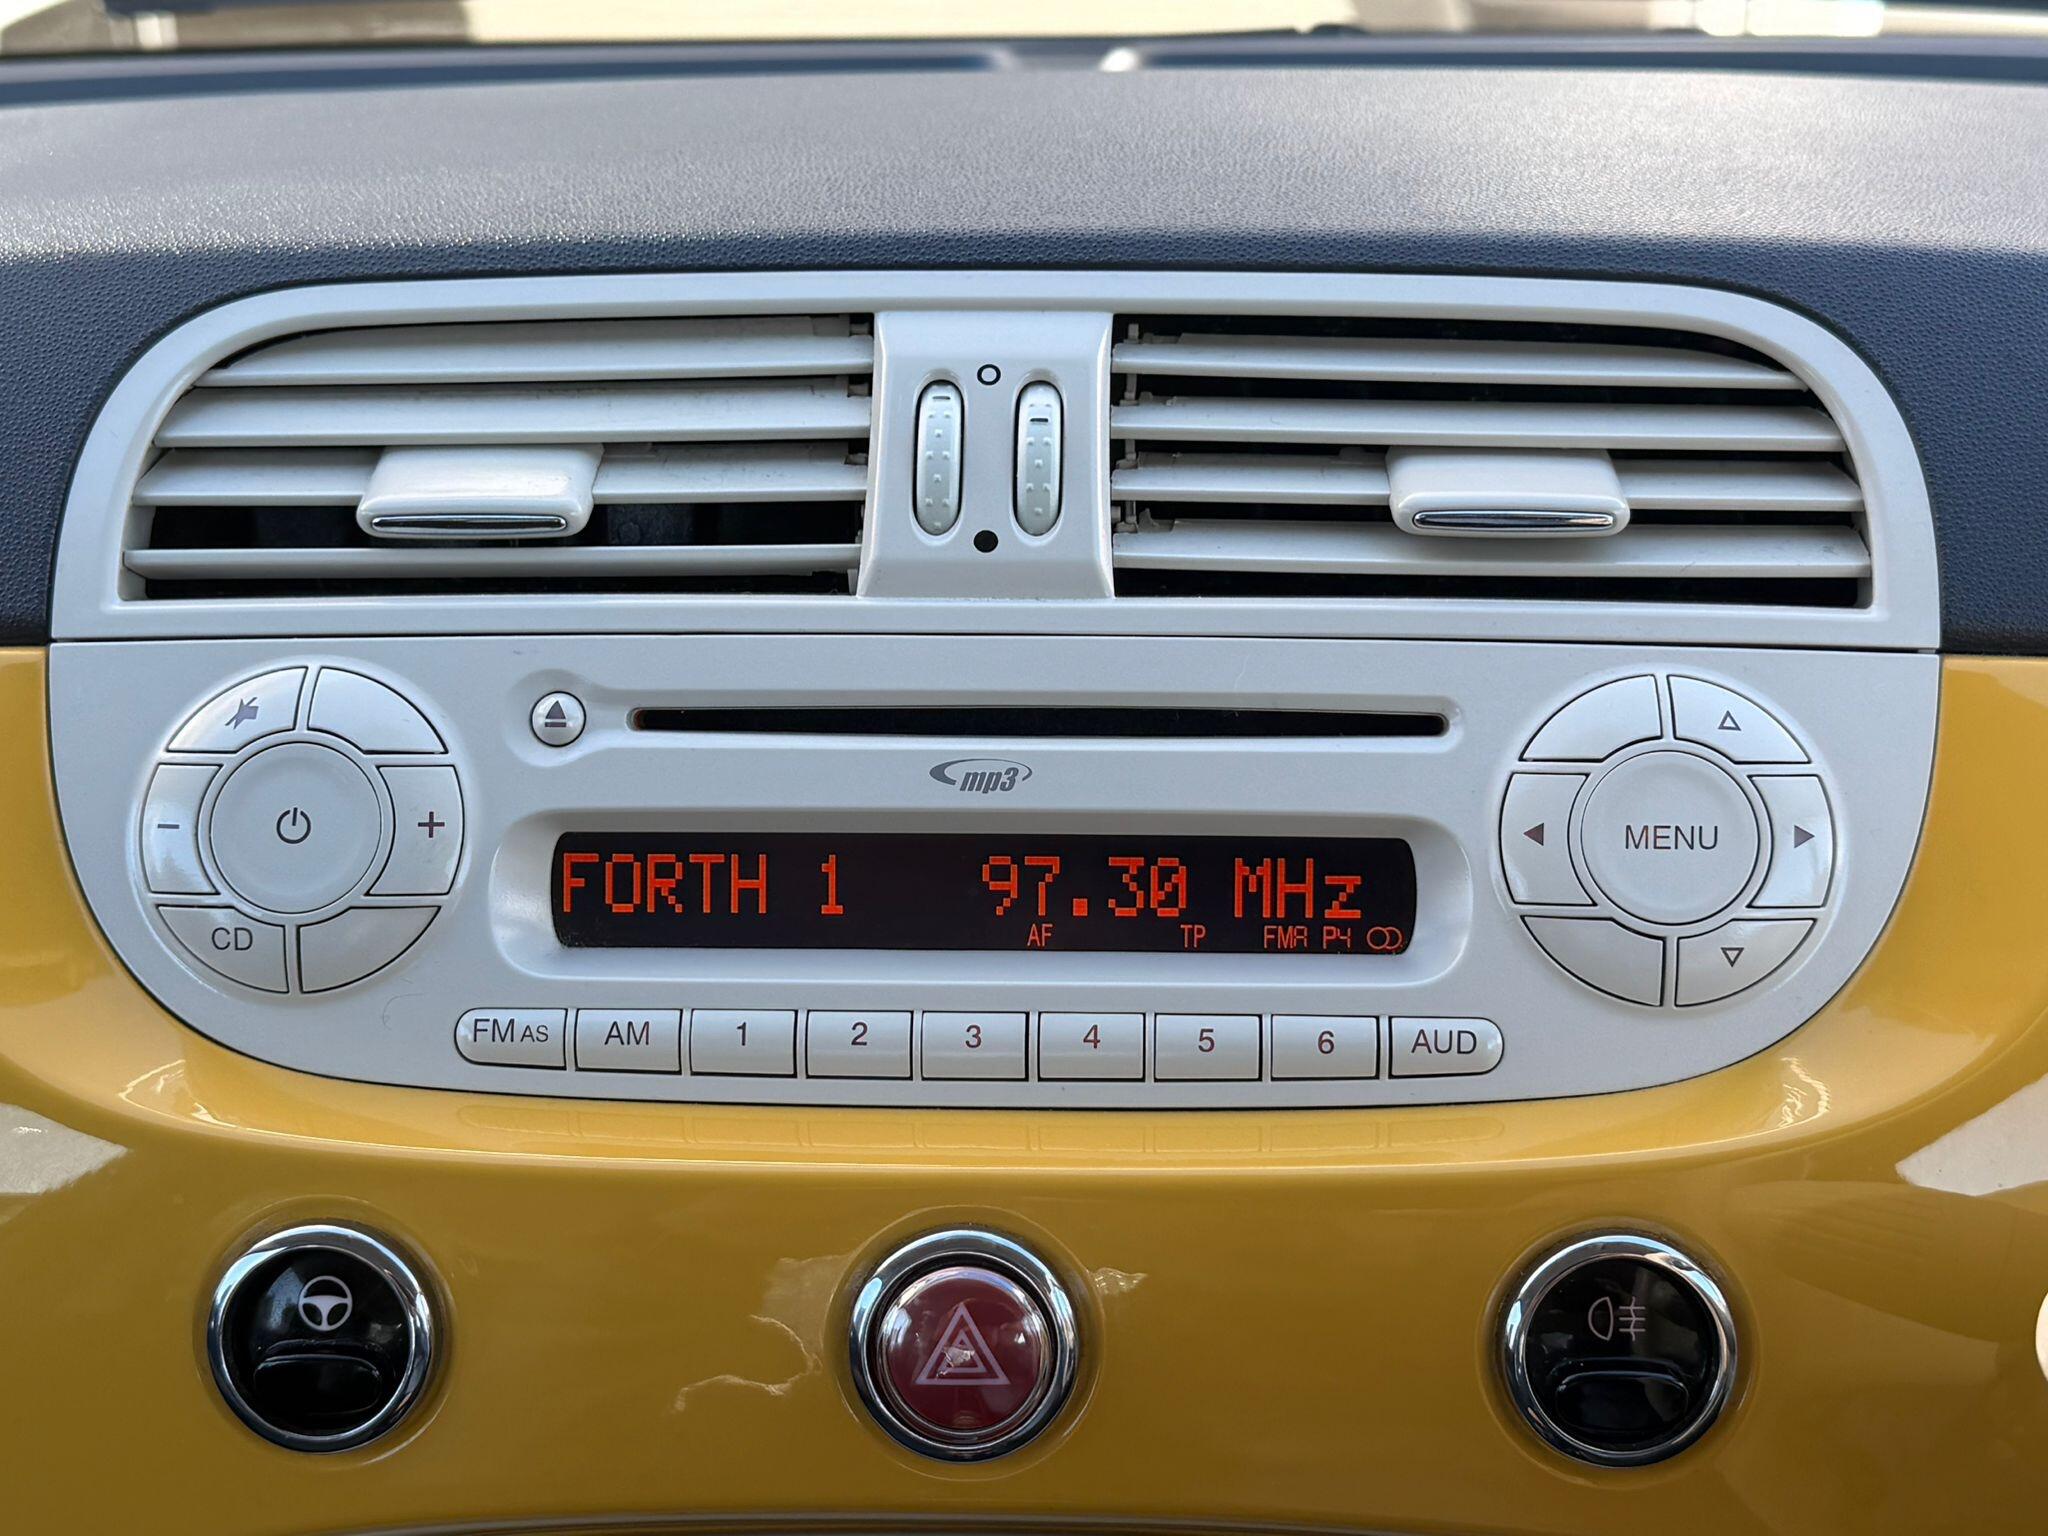 mp3
FORTH 1 97.30 MHz
AF TP FMA P4
CD
MENU
FM AS AM 1 2 3 4 5 6 AUD